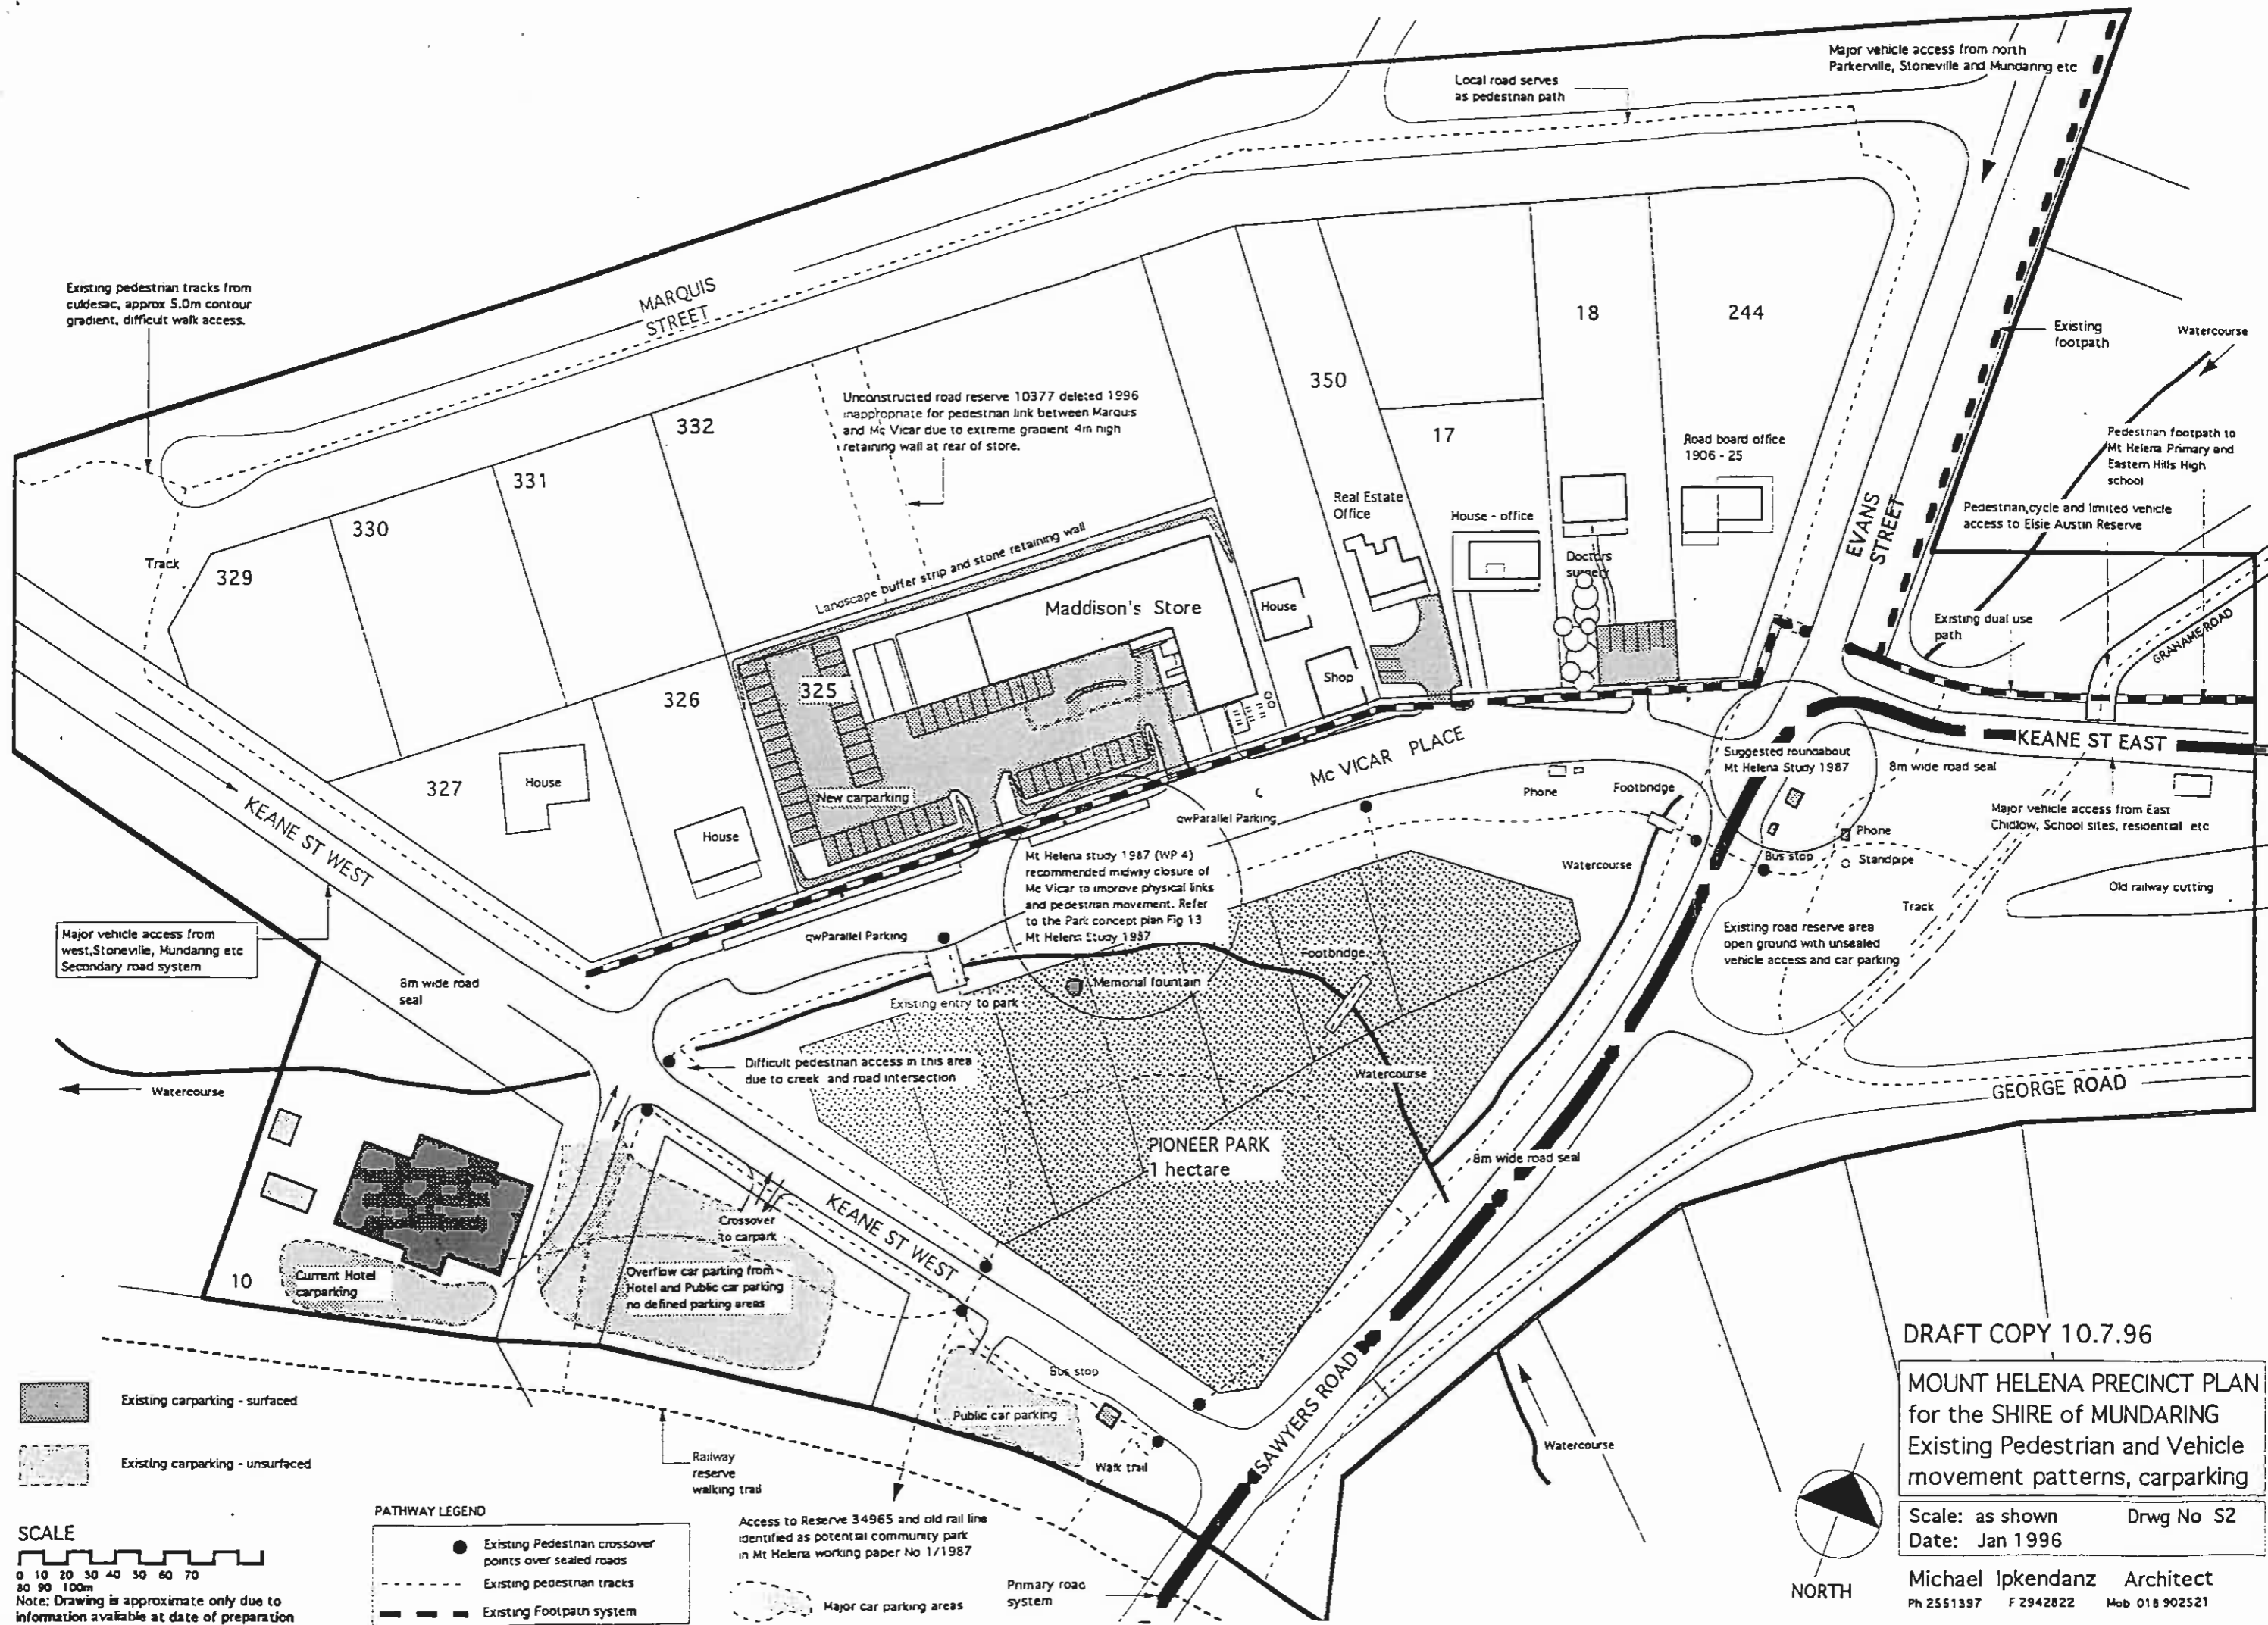 Major vehicle access from north
Parkerville, Stoneville and Mundaring etc
Local road serves
as pedestrian path
Existing pedestrian tracks from
culdesac, approx 5.0m contour
gradient, difficult walk access.
MARQUIS
STREET
18
244
Existing
footpath
Watercourse
350
Unconstructed road reserve 10377 deleted 1996
inappropriate for pedestrian link between Marquis
and Mc Vicar due to extreme gradient 4m high
retaining wall at rear of store.
332
17
Road board office
1906 - 25
Pedestrian footpath to
Mt Helena Primary and
Eastern Hills High
school
331
330
329
Track
Real Estate
Office
House - office
Doctors
surgery
EVANS
STREET
Pedestrian,cycle and limited vehicle
access to Elsie Austin Reserve
Landscape buffer strip and stone retaining wall
Maddison's Store
House
Shop
Existing dual use
path
GRAHAME ROAD
326
325
327
House
House
New carparking
Mc VICAR PLACE
KEANE ST EAST
Suggested roundabout
Mt Helena Study 1987
8m wide road seal
Phone
Footbridge
cwParallel Parking
Major vehicle access from East
Chidlow, School sites, residential etc
KEANE ST WEST
Mt Helena study 1987 (WP 4)
recommended midway closure of
Mc Vicar to improve physical links
and pedestrian movement. Refer
to the Park concept plan Fig 13
Mt Helena Study 1987
Watercourse
Phone
Bus stop
Standpipe
Old railway cutting
Track
Major vehicle access from
west,Stoneville, Mundaring etc
Secondary road system
cwParallel Parking
Existing road reserve area
open ground with unsealed
vehicle access and car parking
8m wide road
seal
Footbridge
Memorial fountain
Existing entry to park
Difficult pedestrian access in this area
due to creek and road intersection
Watercourse
Watercourse
GEORGE ROAD
PIONEER PARK
1 hectare
8m wide road seal
Crossover
to carpark
KEANE ST WEST
10
Current Hotel
carparking
Overflow car parking from
Hotel and Public car parking
no defined parking areas
Bus stop
Public car parking
Walk trail
SAWYERS ROAD
Watercourse
Existing carparking - surfaced
Existing carparking - unsurfaced
Railway
reserve
walking trail
Access to Reserve 34965 and old rail line
identified as potential community park
in Mt Helena working paper No 1/1987
Primary road
system
Major car parking areas
SCALE
0 10 20 30 40 50 60 70
80 90 100m
Note: Drawing is approximate only due to
information available at date of preparation
PATHWAY LEGEND
Existing Pedestrian crossover
points over sealed roads
Existing pedestrian tracks
Existing Footpath system
NORTH
DRAFT COPY 10.7.96
MOUNT HELENA PRECINCT PLAN
for the SHIRE of MUNDARING
Existing Pedestrian and Vehicle
movement patterns, carparking
Scale: as shown Drwg No S2
Date: Jan 1996
Michael Ipkendanz Architect
Ph 2551397 F 2942822 Mob 018 902521